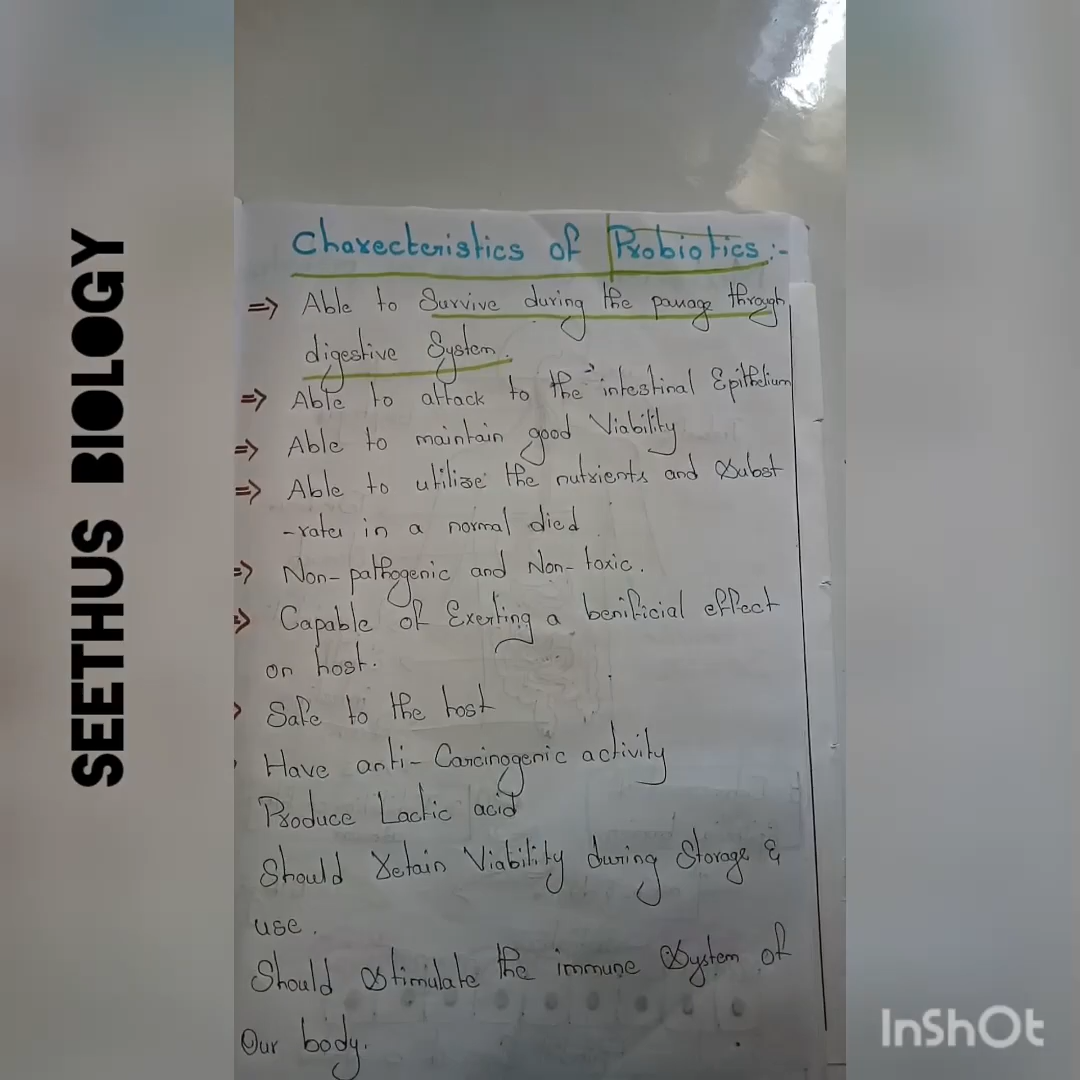 SEETHUS BIOLOGY
Charecteristics of Probiotics:-
=> Able to Survive during the passage through
digestive System.
=> Able to attack to the intestinal Epithelium
=> Able to maintain good Viability
=> Able to utilise the nutrients and Subst
-rates in a normal died
=> Non-pathogenic and Non-toxic.
=> Capable of Exerting a benificial effect
on host.
Safe to the host
Have anti-Carcinogenic activity
Produce Lactic acid
Should retain Viability during Storage &
use.
Should Stimulate the immune System of
Our body.
InShOt